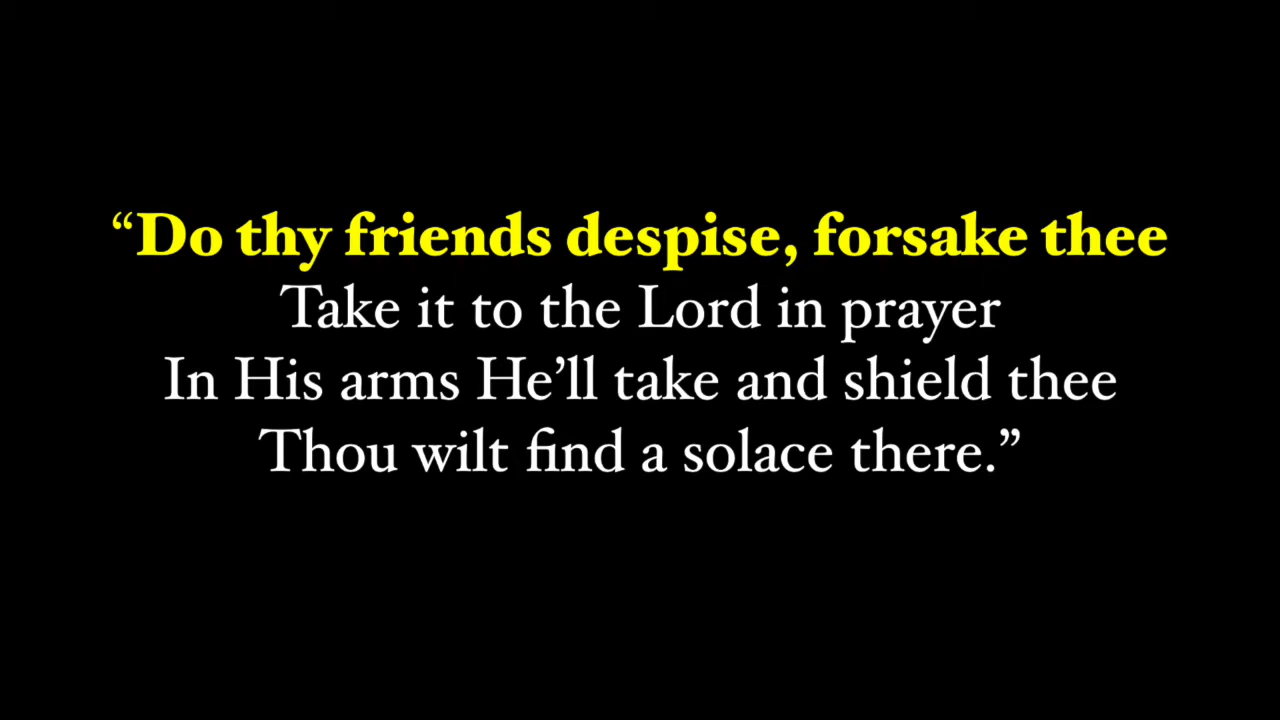 “Do thy friends despise, forsake thee
Take it to the Lord in prayer
In His arms He’ll take and shield thee
Thou wilt find a solace there.”